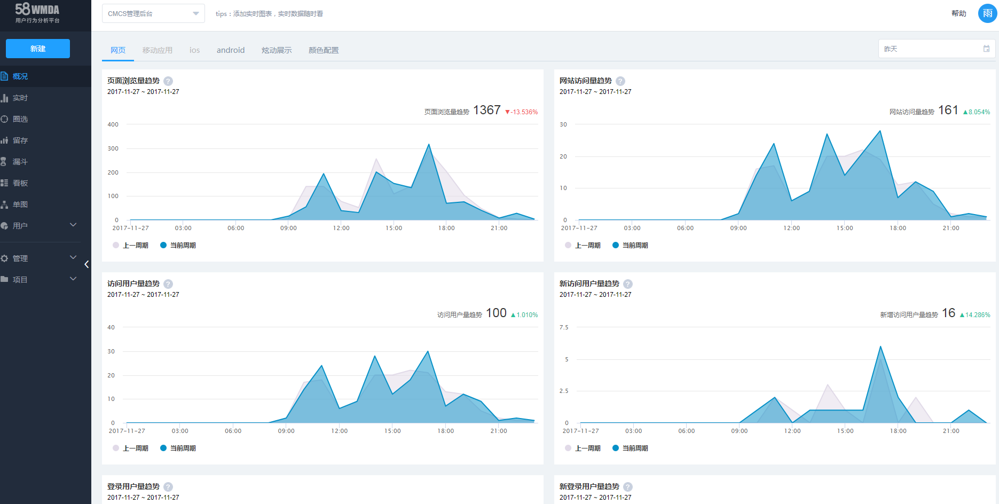 58 WMDA
用户行为分析平台
新建
概况
实时
圈选
留存
漏斗
看板
单图
用户
管理
项目
CMCS管理后台
tips：添加实时图表，实时数据随时看
帮助
雨
网页 移动应用 ios android 炫动展示 颜色配置
昨天
页面浏览量趋势 ?
2017-11-27 ~ 2017-11-27
页面浏览量趋势 1367 ▼-13.536%
400
300
200
100
0
2017-11-27 03:00 06:00 09:00 12:00 15:00 18:00 21:00
上一周期 当前周期
网站访问量趋势 ?
2017-11-27 ~ 2017-11-27
网站访问量趋势 161 ▲8.054%
30
20
10
0
2017-11-27 03:00 06:00 09:00 12:00 15:00 18:00 21:00
上一周期 当前周期
访问用户量趋势 ?
2017-11-27 ~ 2017-11-27
访问用户量趋势 100 ▲1.010%
40
30
20
10
0
2017-11-27 03:00 06:00 09:00 12:00 15:00 18:00 21:00
上一周期 当前周期
新访问用户量趋势 ?
2017-11-27 ~ 2017-11-27
新增访问用户量趋势 16 ▲14.286%
7.5
5
2.5
0
2017-11-27 03:00 06:00 09:00 12:00 15:00 18:00 21:00
上一周期 当前周期
登录用户量趋势 ?
2017-11-27 ~ 2017-11-27
新登录用户量趋势 ?
2017-11-27 ~ 2017-11-27